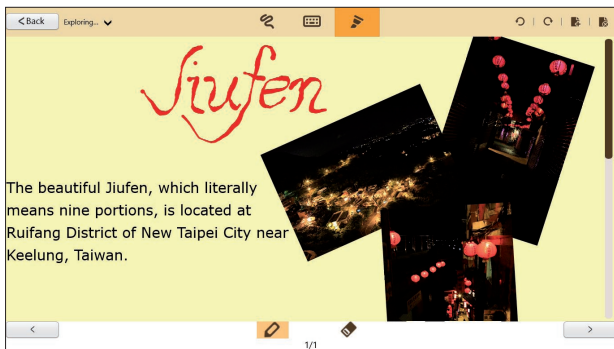 < Back
Exploring...
Jiufen
The beautiful Jiufen, which literally
means nine portions, is located at
Ruifang District of New Taipei City near
Keelung, Taiwan.
1/1